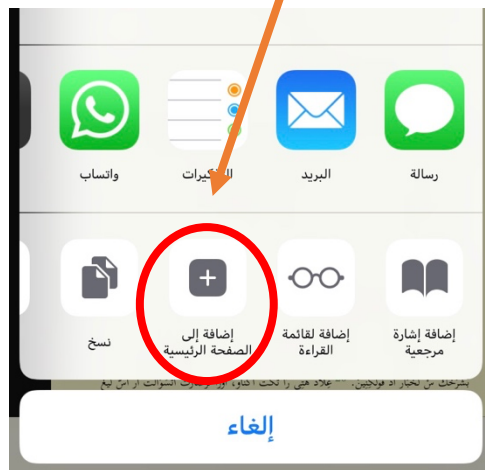 رسالة
البريد
واتساب
إضافة إشارة
مرجعية
إضافة لقائمة
القراءة
إضافة إلى
الصفحة الرئيسية
نسخ
إلغاء